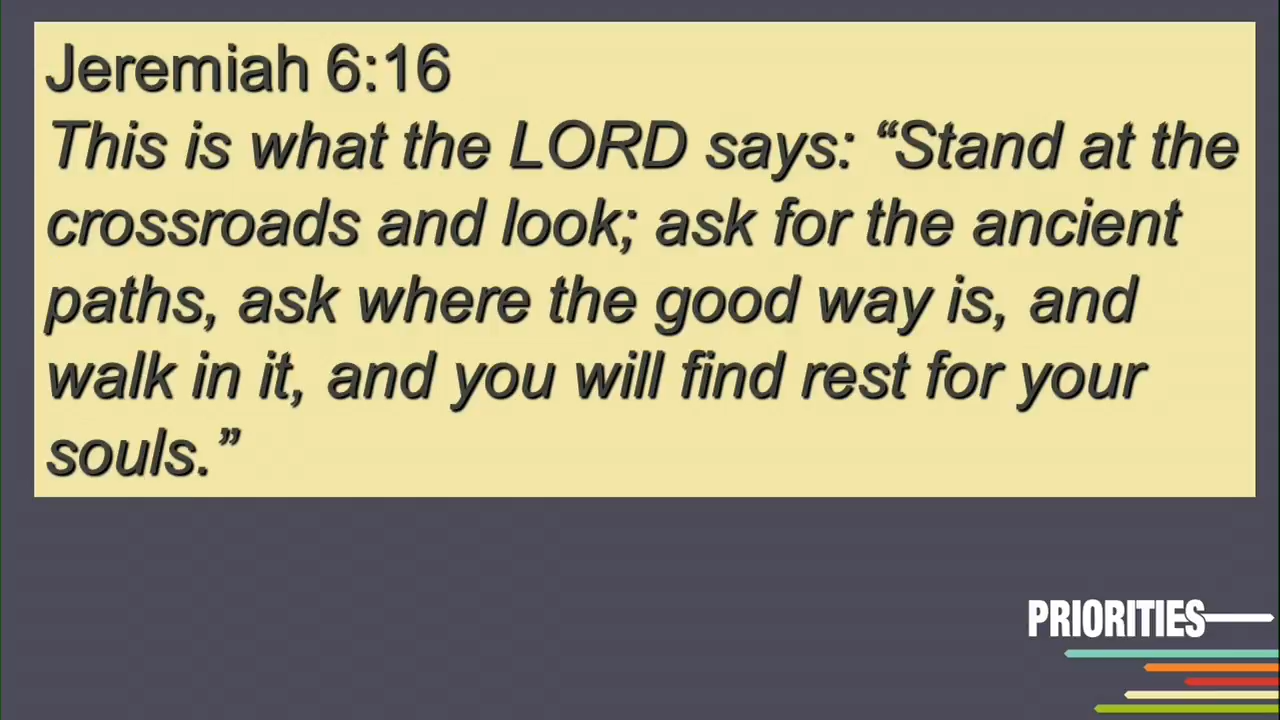 Jeremiah 6:16
This is what the LORD says: “Stand at the
crossroads and look; ask for the ancient
paths, ask where the good way is, and
walk in it, and you will find rest for your
souls.”
PRIORITIES